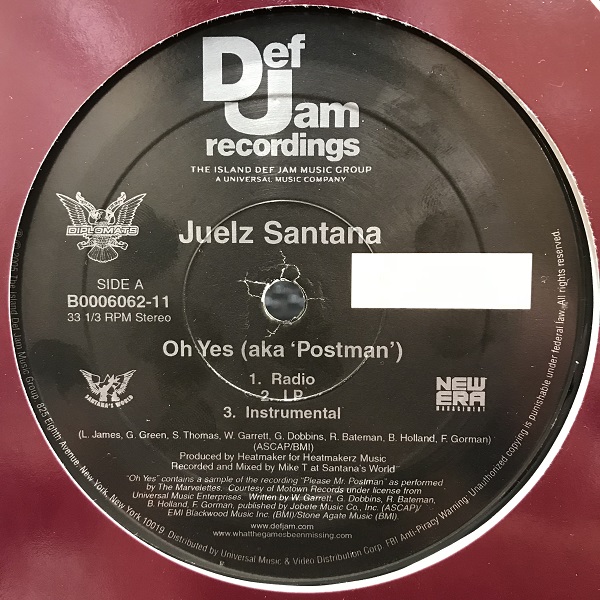 Def
Jam
recordings
THE ISLAND DEF JAM MUSIC GROUP
A UNIVERSAL MUSIC COMPANY
DIPLOMATS
Juelz Santana
SIDE A
B0006062-11
33 1/3 RPM Stereo
Oh Yes (aka 'Postman')
1. Radio
2. LP
3. Instrumental
SANTANA'S WORLD
NEW
ERA
MANAGEMENT
(L. James, G. Green, S. Thomas, W. Garrett, G. Dobbins, R. Bateman, B. Holland, F. Gorman)
(ASCAP/BMI)
Produced by Heatmaker for Heatmakerz Music
Recorded and Mixed by Mike T at Santana's World
"Oh Yes" contains a sample of the recording "Please Mr. Postman" as performed
by The Marvelettes. Courtesy of Motown Records under license from
Universal Music Enterprises. Written by W. Garrett, G. Dobbins, R. Bateman,
B. Holland, F. Gorman, published by Jobete Music Co., Inc. (ASCAP)/
EMI Blackwood Music Inc. (BMI)/Stone Agate Music (BMI).
www.defjam.com
www.whatthegamesbeenmissing.com
2005 The Island Def Jam Music Group, 825 Eighth Avenue, New York, New York 10019. Distributed by Universal Music & Video Distribution Corp. FBI Anti-Piracy Warning: Unauthorized copying is punishable under federal law. All rights reserved.